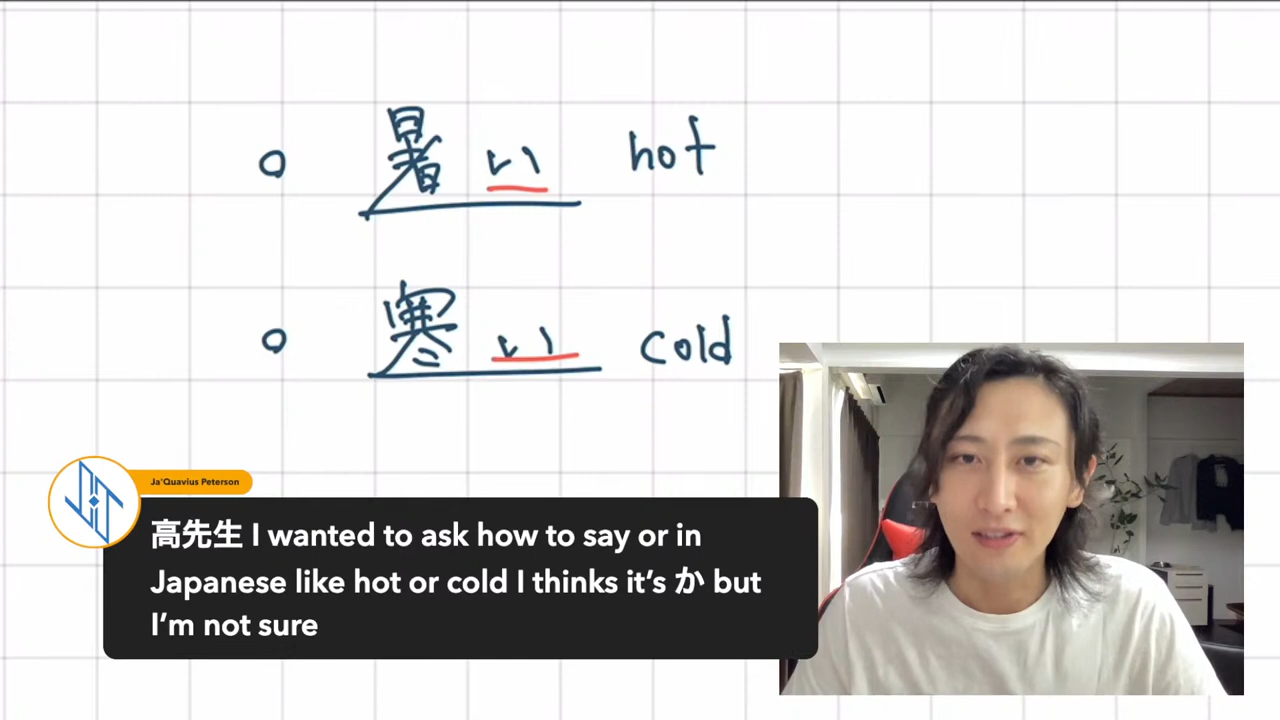 暑い hot
寒い cold
Ja'Quavius Peterson
高先生 I wanted to ask how to say or in
Japanese like hot or cold I thinks it's か but
I'm not sure